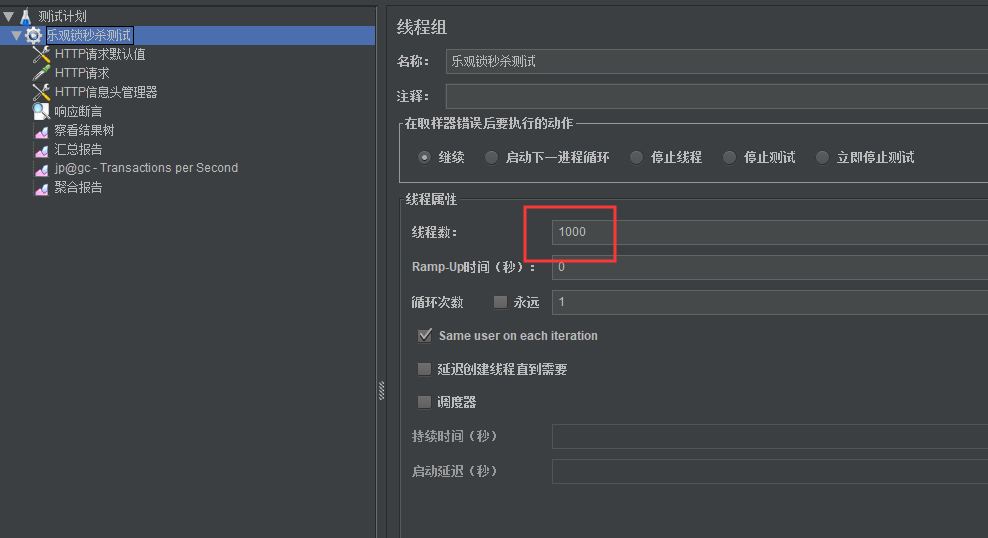 测试计划
乐观锁秒杀测试
HTTP请求默认值
HTTP请求
HTTP信息头管理器
响应断言
察看结果树
汇总报告
jp@gc - Transactions per Second
聚合报告
线程组
名称： 乐观锁秒杀测试
注释：
在取样器错误后要执行的动作
继续 启动下一进程循环 停止线程 停止测试 立即停止测试
线程属性
线程数： 1000
Ramp-Up时间（秒）： 0
循环次数 永远 1
Same user on each iteration
延迟创建线程直到需要
调度器
持续时间（秒）
启动延迟（秒）